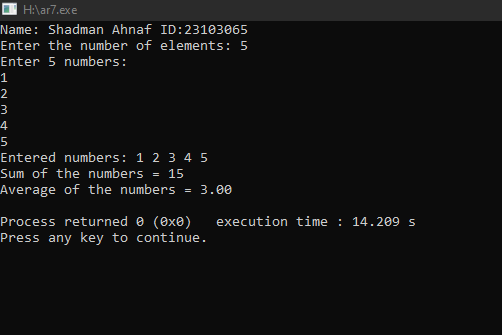 H:\ar7.exe
Name: Shadman Ahnaf ID:23103065
Enter the number of elements: 5
Enter 5 numbers:
1
2
3
4
5
Entered numbers: 1 2 3 4 5
Sum of the numbers = 15
Average of the numbers = 3.00
Process returned 0 (0x0)   execution time : 14.209 s
Press any key to continue.